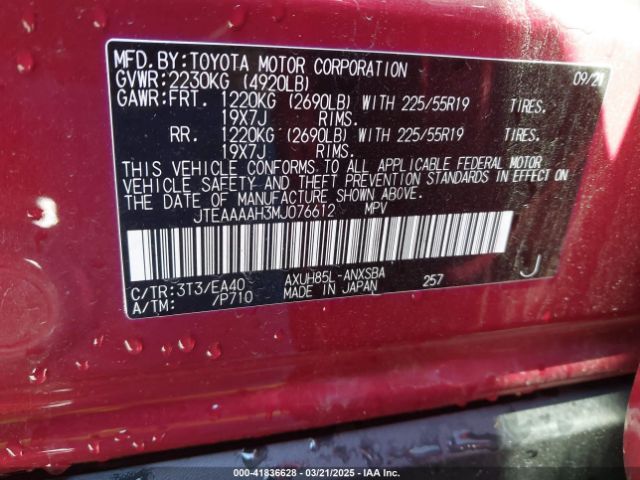 MFD.BY:TOYOTA MOTOR CORPORATION 09/21
GVWR:2230KG (4920LB)
GAWR:FRT. 1220KG (2690LB) WITH 225/55R19 TIRES.
19X7J RIMS.
RR. 1220KG (2690LB) WITH 225/55R19 TIRES.
19X7J RIMS.
THIS VEHICLE CONFORMS TO ALL APPLICABLE FEDERAL MOTOR
VEHICLE SAFETY AND THEFT PREVENTION STANDARDS IN EFFECT ON
THE DATE OF MANUFACTURE SHOWN ABOVE.
JTEAAAAH3MJ076612 MPV
C/TR:3T3/EA40 AXUH85L-ANXSBA 257 J
A/TM: /P710 MADE IN JAPAN
000-41836628 - 03/21/2025 - IAA Inc.